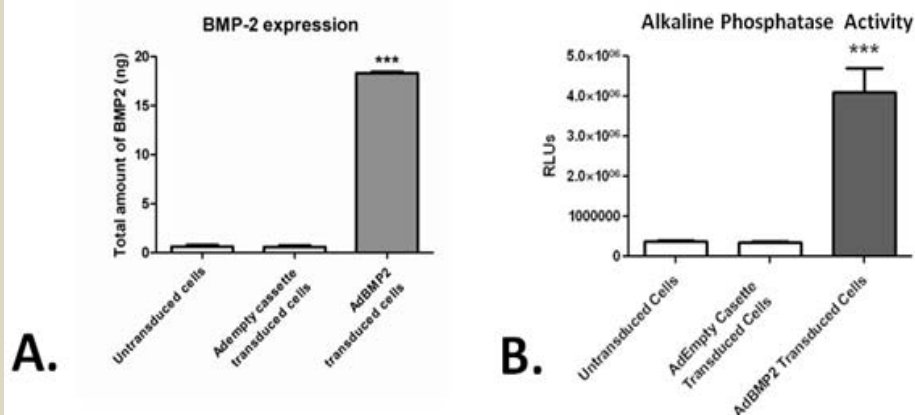 BMP-2 expression
Total amount of BMP2 (ng)
20
15
10
5
0
***
Untransduced cells
Adempty cassette
transduced cells
AdBMP2
transduced cells
A.
Alkaline Phosphatase Activity
RLUs
5.0×10⁰⁶
4.0×10⁰⁶
3.0×10⁰⁶
2.0×10⁰⁶
1000000
0
***
Untransduced Cells
AdEmpty Casette
Transduced Cells
AdBMP2 Transduced Cells
B.